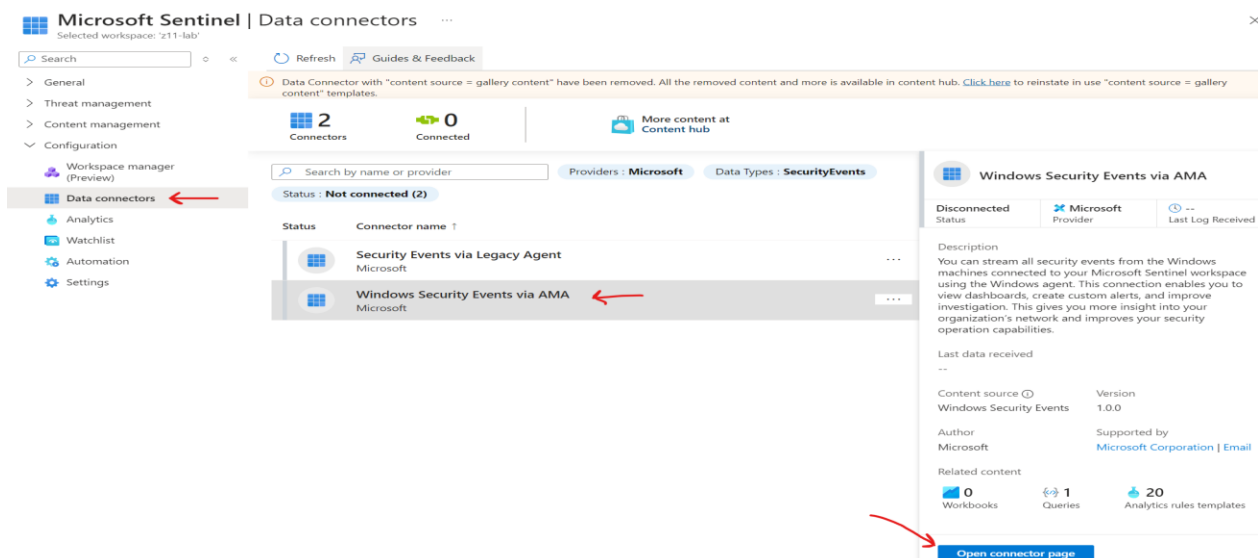 Microsoft Sentinel | Data connectors ...
Selected workspace: 'z11-lab'
Search
General
Threat management
Content management
Configuration
Workspace manager
(Preview)
Data connectors
Analytics
Watchlist
Automation
Settings
Refresh
Guides & Feedback
Data Connector with "content source = gallery content" have been removed. All the removed content and more is available in content hub. Click here to reinstate in use "content source = gallery
content" templates.
2
Connectors
0
Connected
More content at
Content hub
Search by name or provider
Providers : Microsoft
Data Types : SecurityEvents
Status : Not connected (2)
Status
Connector name ↑
Security Events via Legacy Agent
Microsoft
...
Windows Security Events via AMA
Microsoft
...
Windows Security Events via AMA
Disconnected
Status
Microsoft
Provider
--
Last Log Received
Description
You can stream all security events from the Windows
machines connected to your Microsoft Sentinel workspace
using the Windows agent. This connection enables you to
view dashboards, create custom alerts, and improve
investigation. This gives you more insight into your
organization's network and improves your security
operation capabilities.
Last data received
--
Content source
Windows Security Events
Version
1.0.0
Author
Microsoft
Supported by
Microsoft Corporation | Email
Related content
0
Workbooks
1
Queries
20
Analytics rules templates
Open connector page